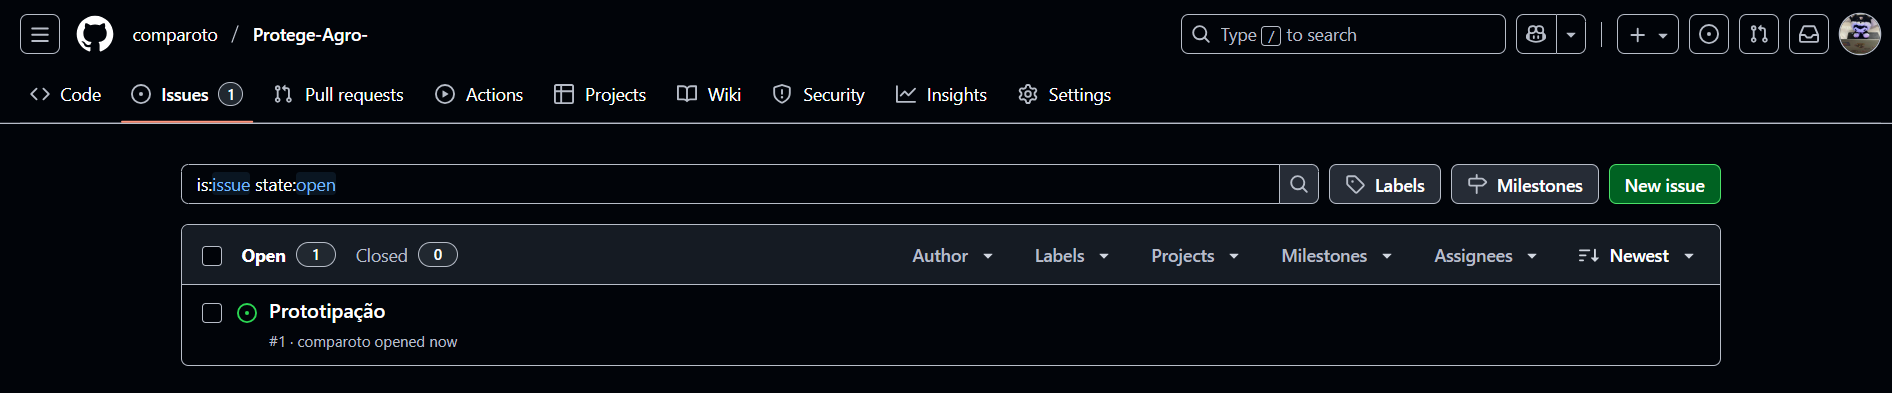 comparoto / Protege-Agro-
Type / to search
Code
Issues 1
Pull requests
Actions
Projects
Wiki
Security
Insights
Settings
is:issue state:open
Labels
Milestones
New issue
Open 1
Closed 0
Author
Labels
Projects
Milestones
Assignees
Newest
Prototipação
#1 · comparoto opened now